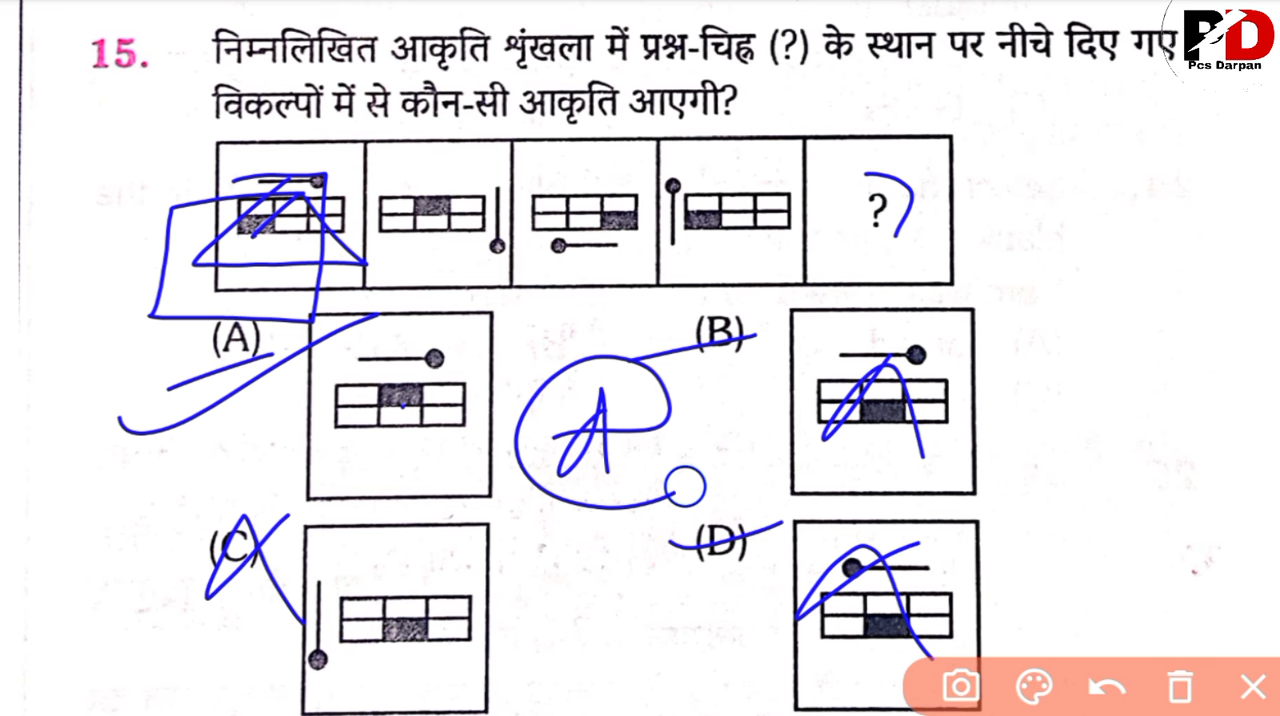 15. निम्नलिखित आकृति शृंखला में प्रश्न-चिह्न (?) के स्थान पर नीचे दिए गए
PD
Pcs Darpan
विकल्पों में से कौन-सी आकृति आएगी?
?
(A)
(B)
A
(C)
(D)